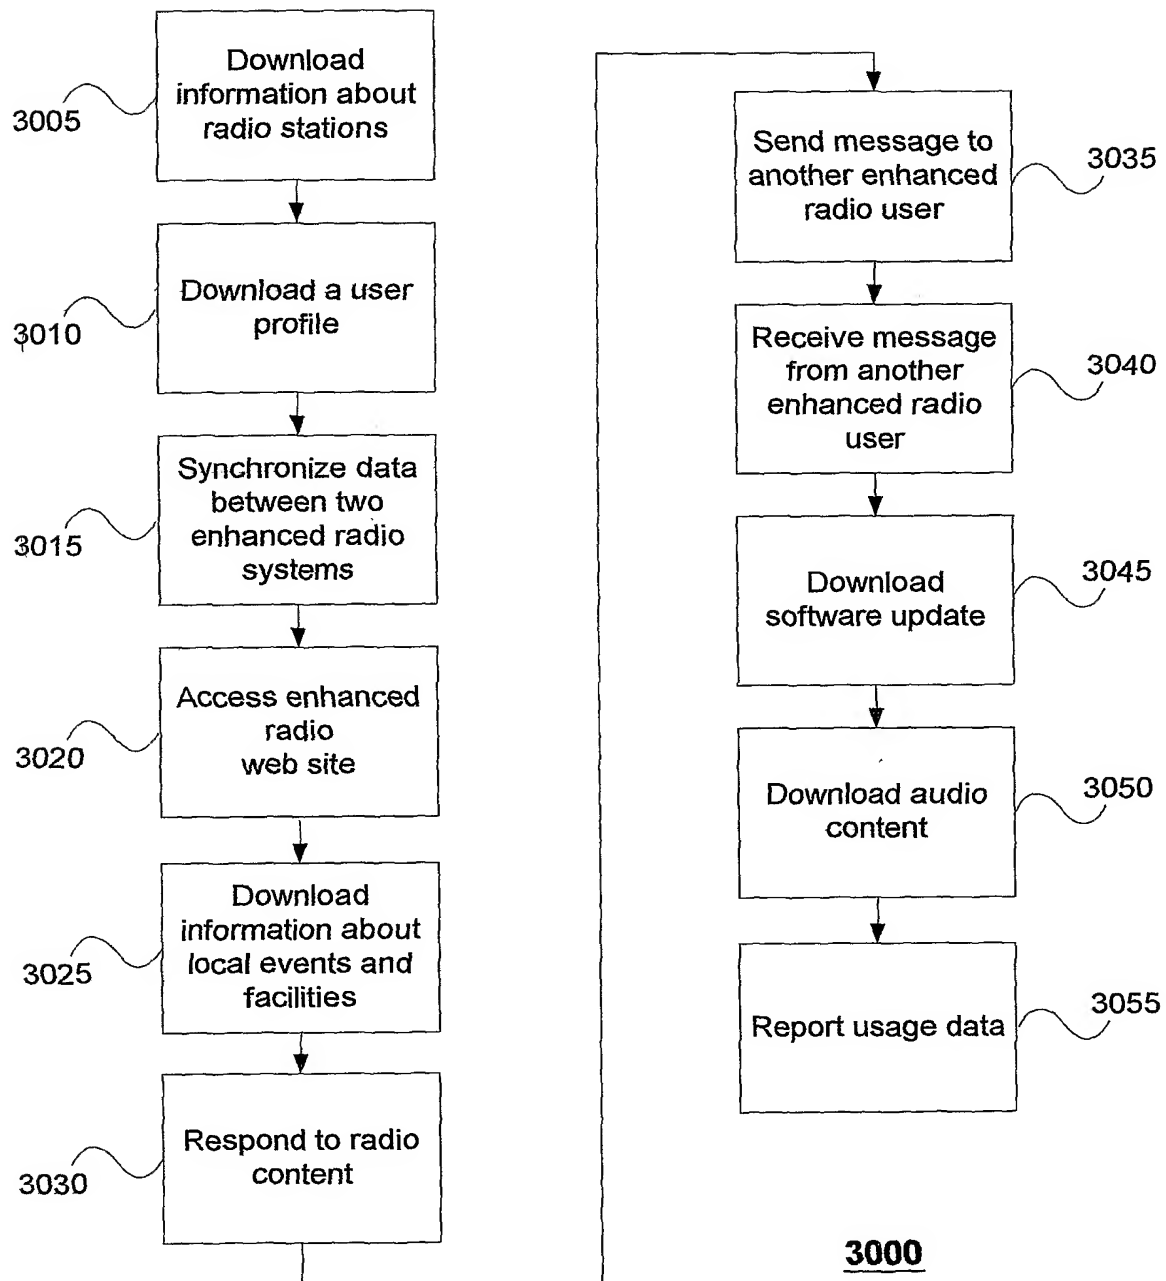 Download
information about
radio stations
3005
Download a user
profile
3010
Synchronize data
between two
enhanced radio
systems
3015
Access enhanced
radio
web site
3020
Download
information about
local events and
facilities
3025
Respond to radio
content
3030
Send message to
another enhanced
radio user
3035
Receive message
from another
enhanced radio
user
3040
Download
software update
3045
Download audio
content
3050
Report usage data
3055
3000